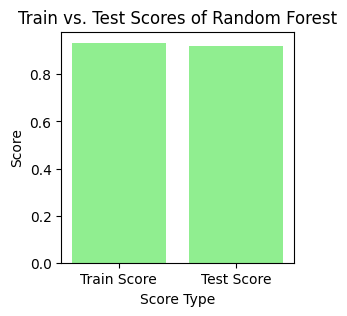 Train vs. Test Scores of Random Forest
Score
0.8
0.6
0.4
0.2
0.0
Train Score Test Score
Score Type